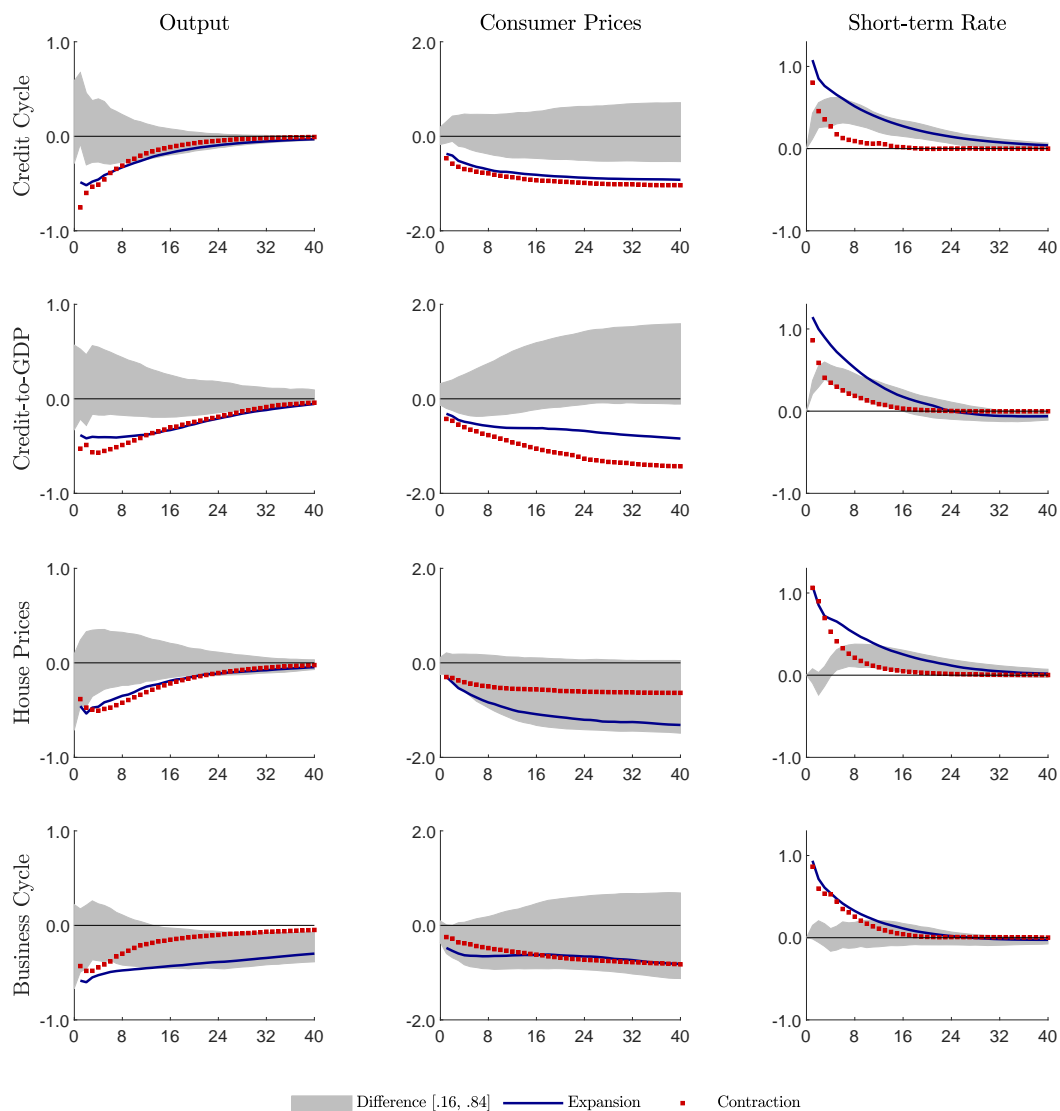 Output Consumer Prices Short-term Rate
Credit Cycle
1.0
0.0
-1.0
0 8 16 24 32 40
2.0
0.0
-2.0
0 8 16 24 32 40
1.0
0.0
-1.0
0 8 16 24 32 40
Credit-to-GDP
1.0
0.0
-1.0
0 8 16 24 32 40
2.0
0.0
-2.0
0 8 16 24 32 40
1.0
0.0
-1.0
0 8 16 24 32 40
House Prices
1.0
0.0
-1.0
0 8 16 24 32 40
2.0
0.0
-2.0
0 8 16 24 32 40
1.0
0.0
-1.0
0 8 16 24 32 40
Business Cycle
1.0
0.0
-1.0
0 8 16 24 32 40
2.0
0.0
-2.0
0 8 16 24 32 40
1.0
0.0
-1.0
0 8 16 24 32 40
Difference [.16, .84] Expansion Contraction